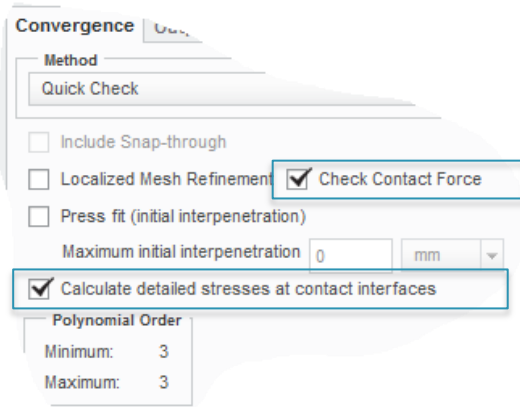 Convergence
Method
Quick Check
Include Snap-through
Localized Mesh Refinement Check Contact Force
Press fit (initial interpenetration)
Maximum initial interpenetration 0 mm
Calculate detailed stresses at contact interfaces
Polynomial Order
Minimum: 3
Maximum: 3